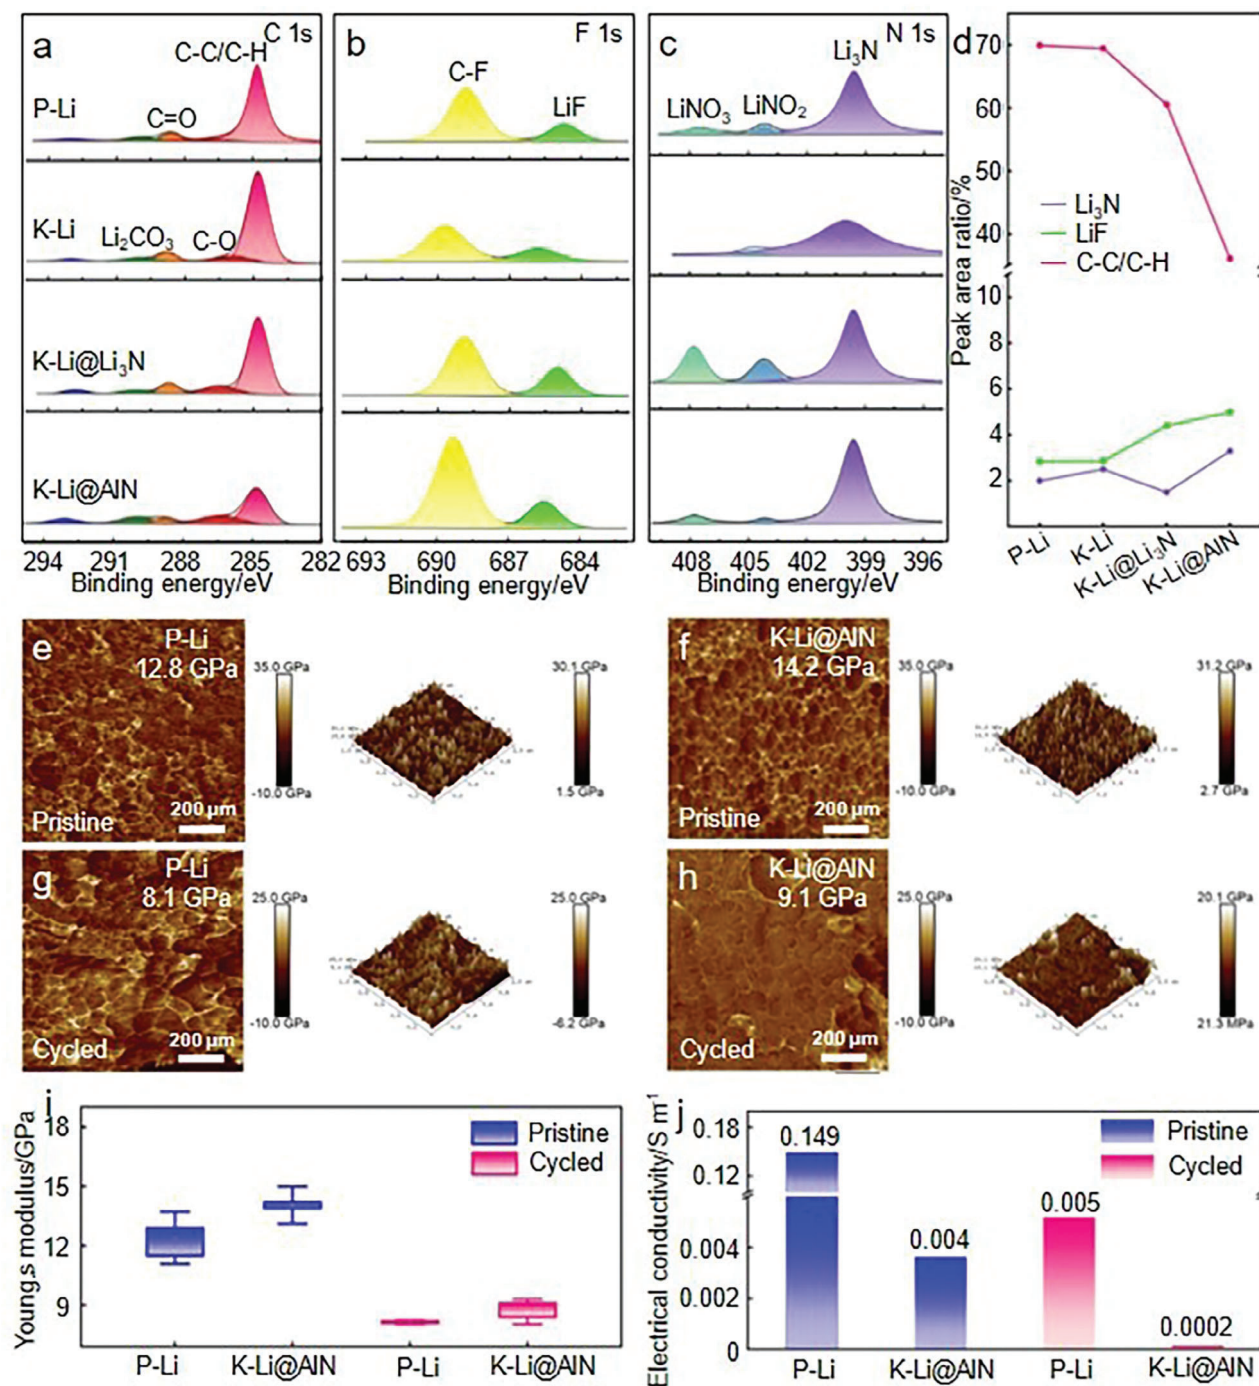 a
C 1s
C-C/C-H
P-Li
C=O
K-Li
Li₂CO₃
C-O
K-Li@Li₃N
K-Li@AlN
294 291 288 285 282
Binding energy/eV
b
F 1s
C-F
LiF
693 690 687 684
Binding energy/eV
c
N 1s
Li₃N
LiNO₃
LiNO₂
408 405 402 399 396
Binding energy/eV
d
Peak area ratio/%
70
60
50
40
10
8
6
4
2
Li₃N
LiF
C-C/C-H
P-Li
K-Li
K-Li@Li₃N
K-Li@AlN
e
P-Li
12.8 GPa
200 μm
Pristine
35.0 GPa
-10.0 GPa
30.1 GPa
1.5 GPa
f
K-Li@AlN
14.2 GPa
200 μm
Pristine
35.0 GPa
-10.0 GPa
31.2 GPa
2.7 GPa
g
P-Li
8.1 GPa
200 μm
Cycled
25.0 GPa
-10.0 GPa
25.0 GPa
-6.2 GPa
h
K-Li@AlN
9.1 GPa
200 μm
Cycled
25.0 GPa
-10.0 GPa
20.1 GPa
21.3 MPa
i
Young,s modulus/GPa
18
15
12
9
Pristine
Cycled
P-Li K-Li@AlN P-Li K-Li@AlN
j
Electrical conductivity/S m⁻¹
0.18
0.12
0.004
0.002
0
0.149
0.004
0.005
0.0002
Pristine
Cycled
P-Li K-Li@AlN P-Li K-Li@AlN